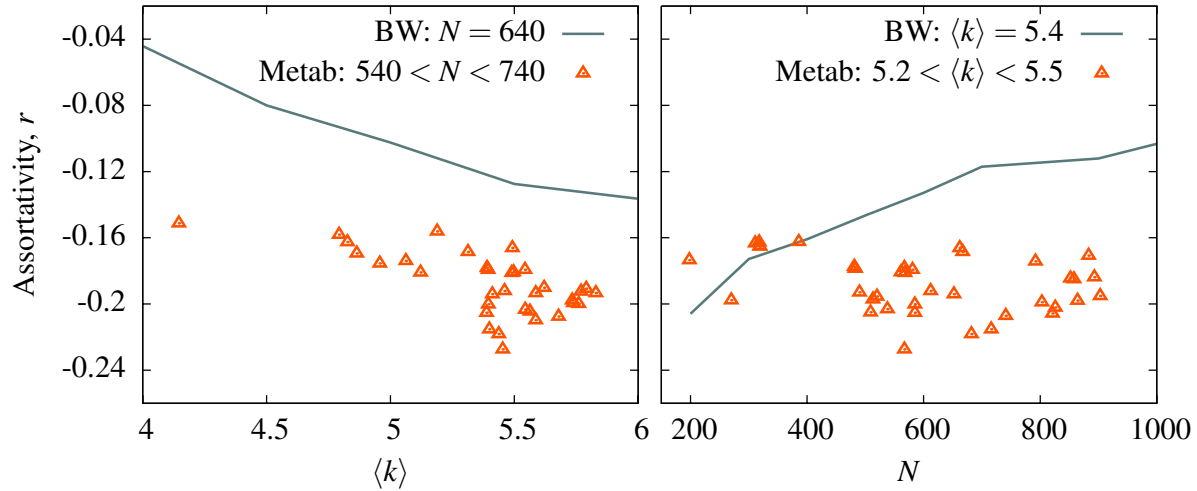 BW: N = 640
Metab: 540 < N < 740
BW: ⟨k⟩ = 5.4
Metab: 5.2 < ⟨k⟩ < 5.5
Assortativity, r
-0.04
-0.08
-0.12
-0.16
-0.2
-0.24
4 4.5 5 5.5 6
200 400 600 800 1000
⟨k⟩
N